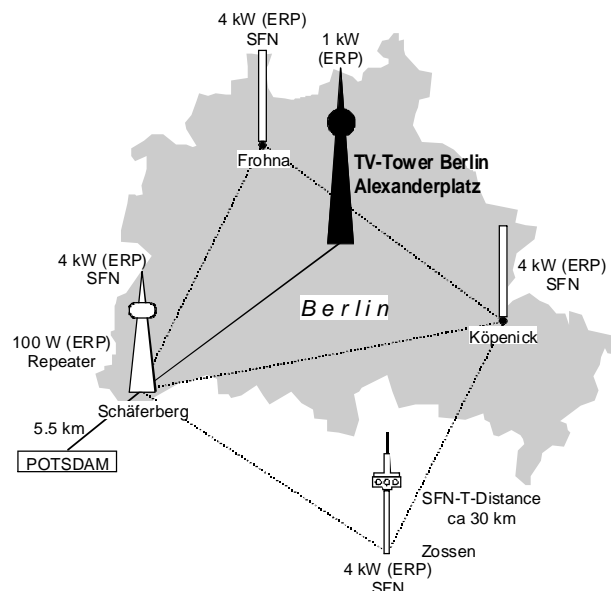 4 kW (ERP)
SFN
1 kW
(ERP)
Frohna
TV-Tower Berlin
Alexanderplatz
4 kW (ERP)
SFN
4 kW (ERP)
SFN
Berlin
Köpenick
100 W (ERP)
Repeater
Schäferberg
5.5 km
POTSDAM
SFN-T-Distance
ca 30 km
Zossen
4 kW (ERP)
SFN